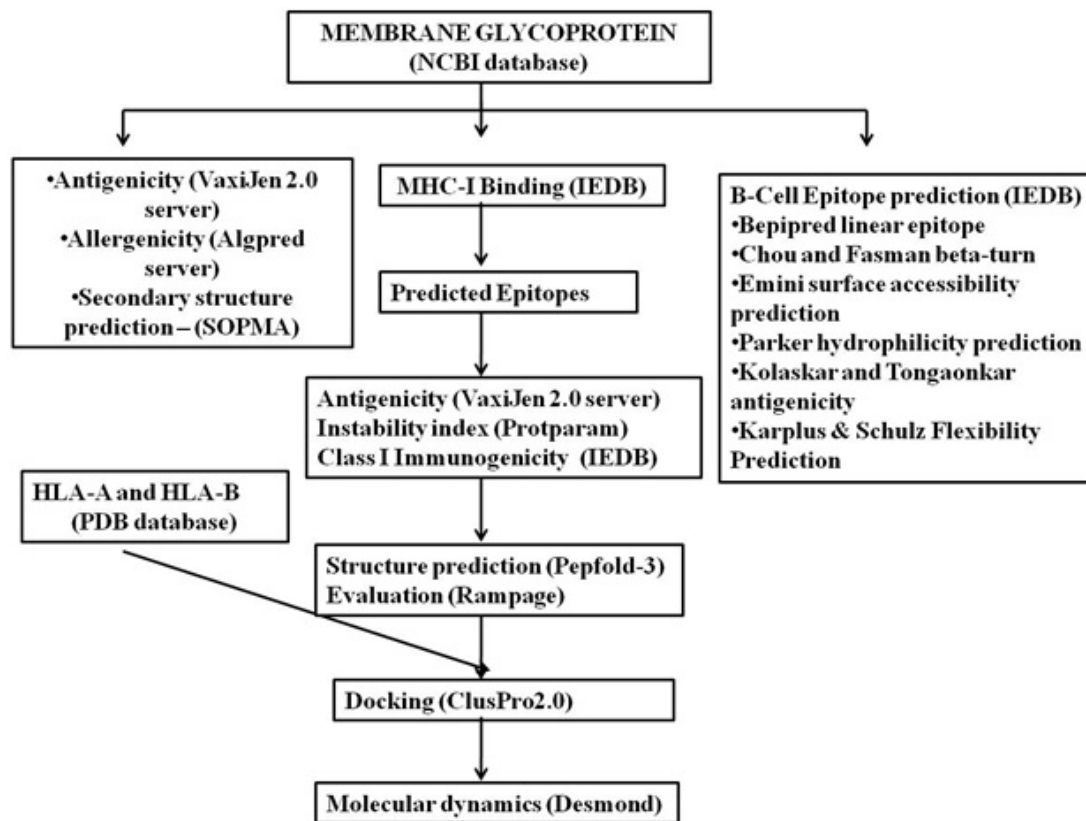 MEMBRANE GLYCOPROTEIN
(NCBI database)
•Antigenicity (VaxiJen 2.0
server)
•Allergenicity (Algpred
server)
•Secondary structure
prediction – (SOPMA)
MHC-I Binding (IEDB)
Predicted Epitopes
Antigenicity (VaxiJen 2.0 server)
Instability index (Protparam)
Class I Immunogenicity (IEDB)
B-Cell Epitope prediction (IEDB)
•Bepipred linear epitope
•Chou and Fasman beta-turn
•Emini surface accessibility
prediction
•Parker hydrophilicity prediction
•Kolaskar and Tongaonkar
antigenicity
•Karplus & Schulz Flexibility
Prediction
HLA-A and HLA-B
(PDB database)
Structure prediction (Pepfold-3)
Evaluation (Rampage)
Docking (ClusPro2.0)
Molecular dynamics (Desmond)